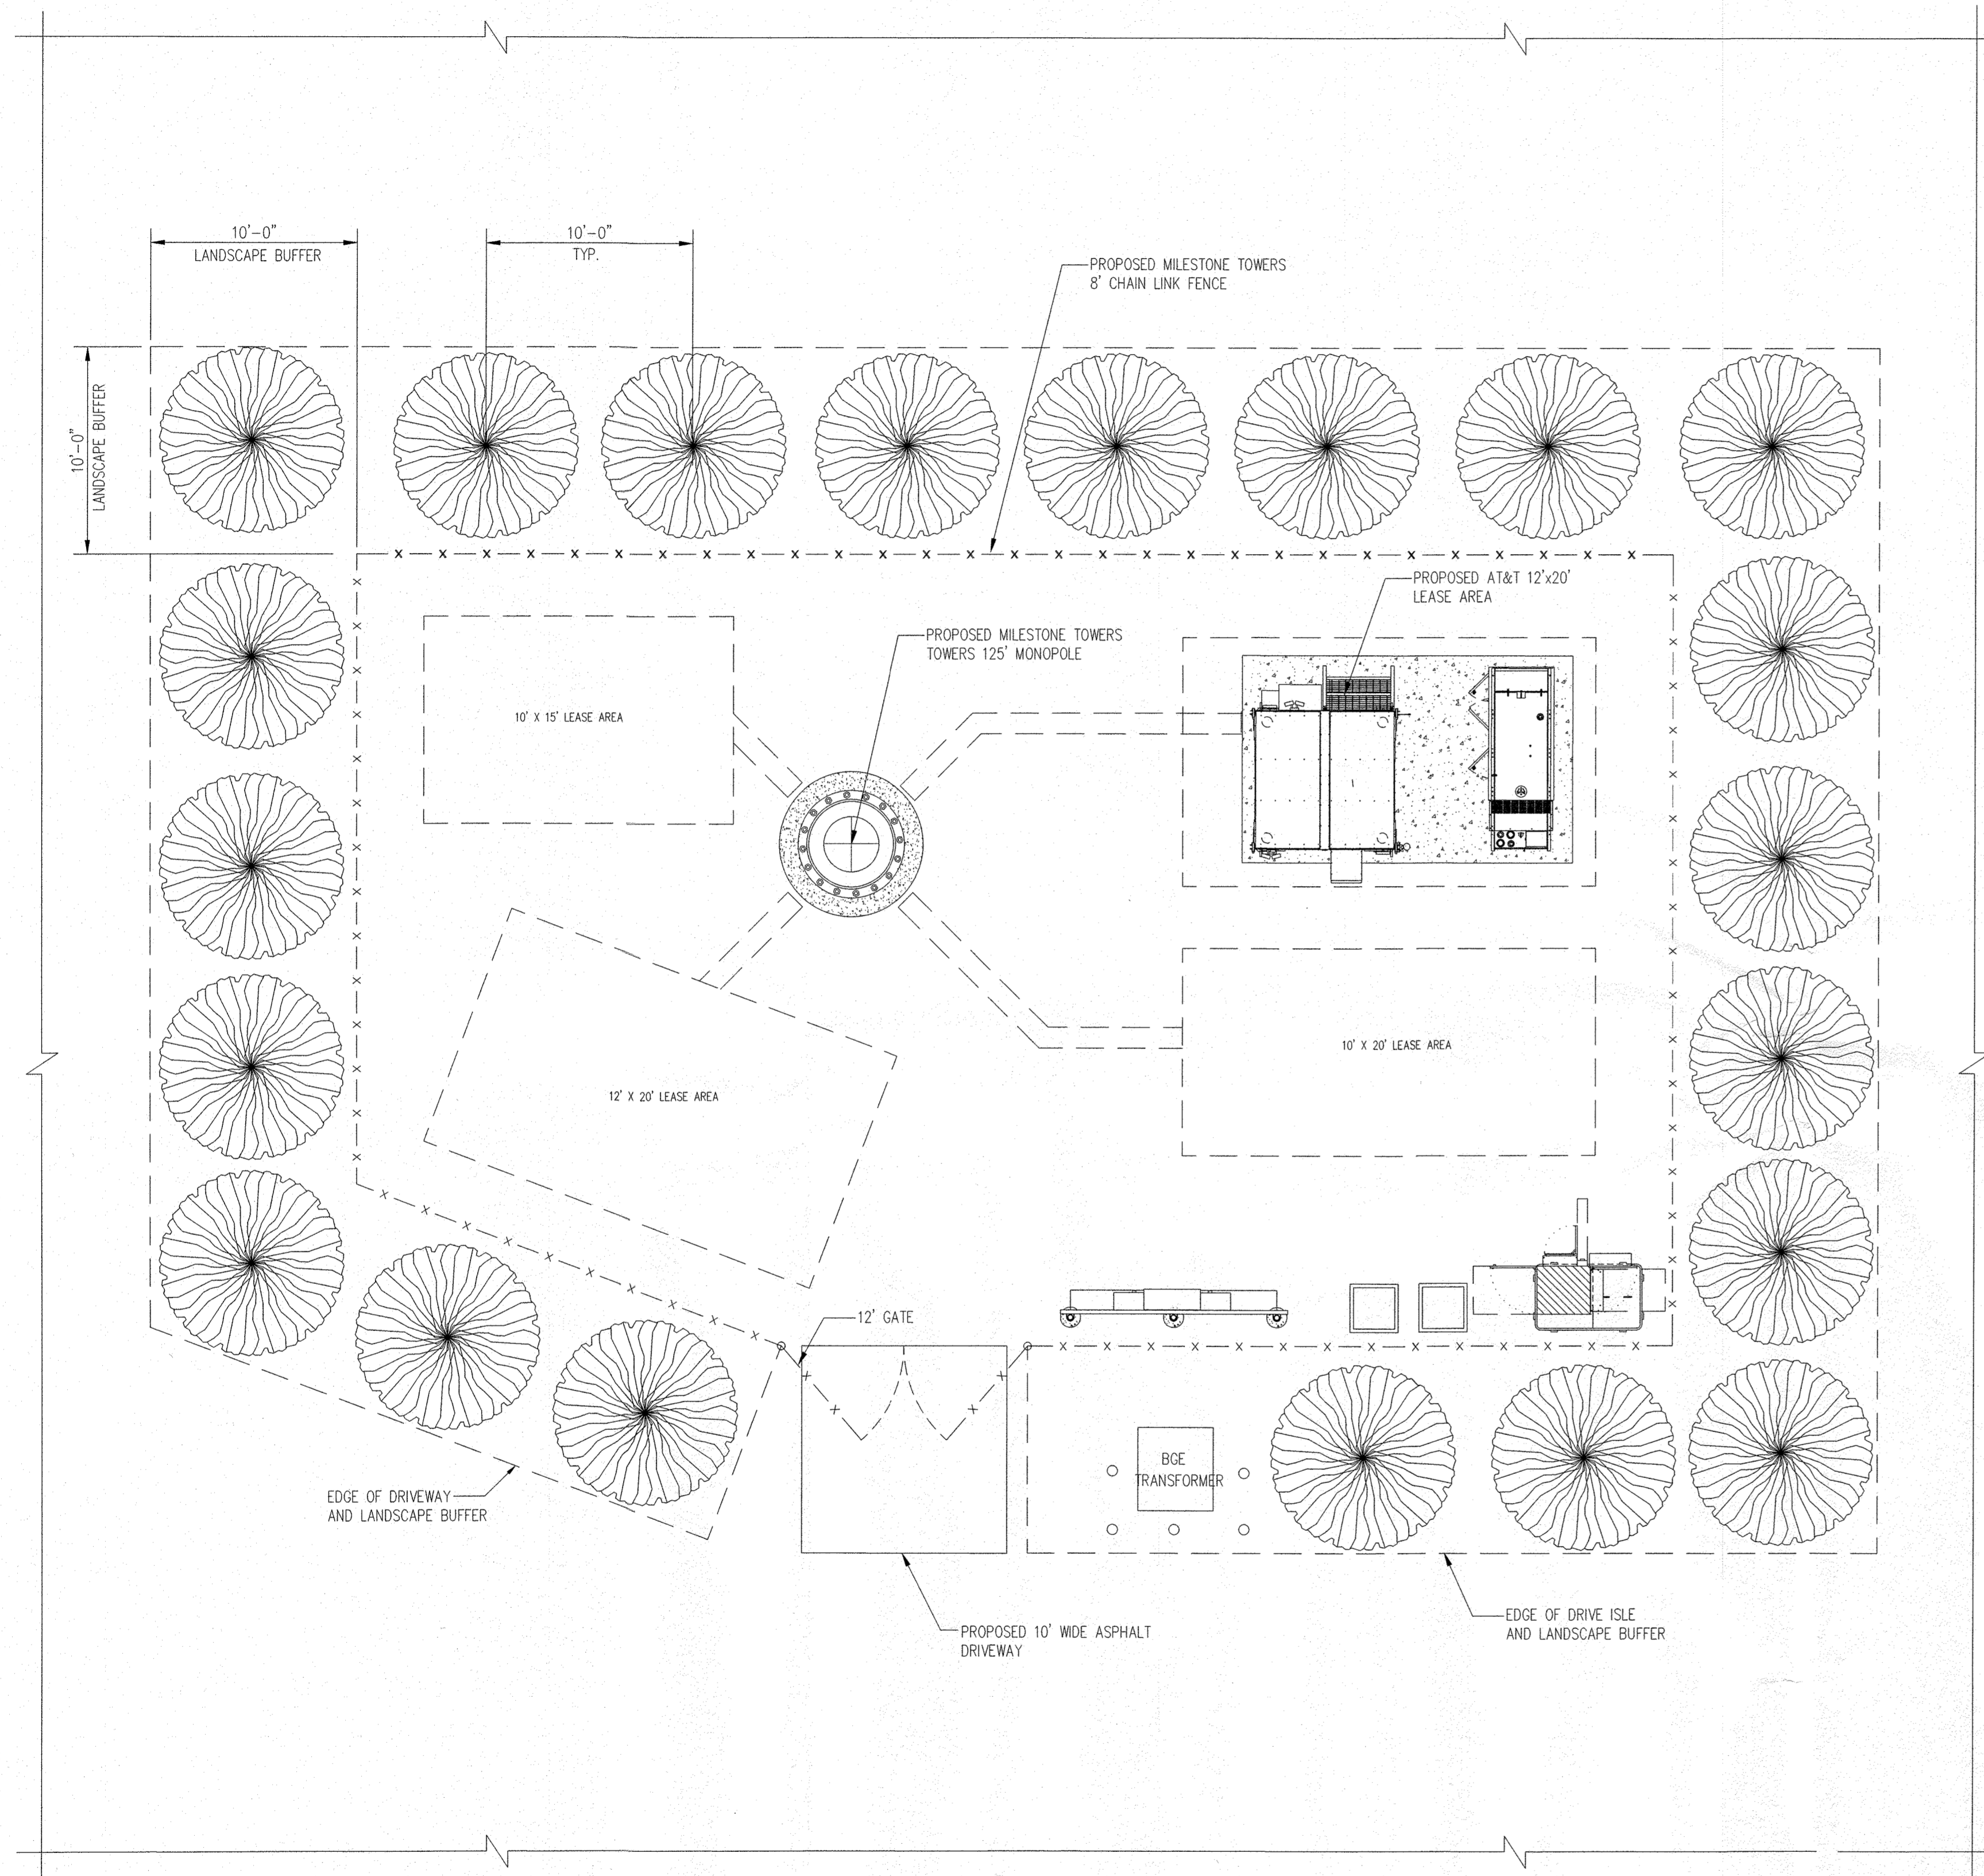 10'-0"
LANDSCAPE BUFFER
10'-0"
TYP.
PROPOSED MILESTONE TOWERS
8' CHAIN LINK FENCE
10'-0"
LANDSCAPE BUFFER
PROPOSED AT&T 12'x20'
LEASE AREA
PROPOSED MILESTONE TOWERS
TOWERS 125' MONOPOLE
10' X 15' LEASE AREA
10' X 20' LEASE AREA
12' X 20' LEASE AREA
12' GATE
BGE
TRANSFORMER
EDGE OF DRIVEWAY
AND LANDSCAPE BUFFER
EDGE OF DRIVE ISLE
AND LANDSCAPE BUFFER
PROPOSED 10' WIDE ASPHALT
DRIVEWAY